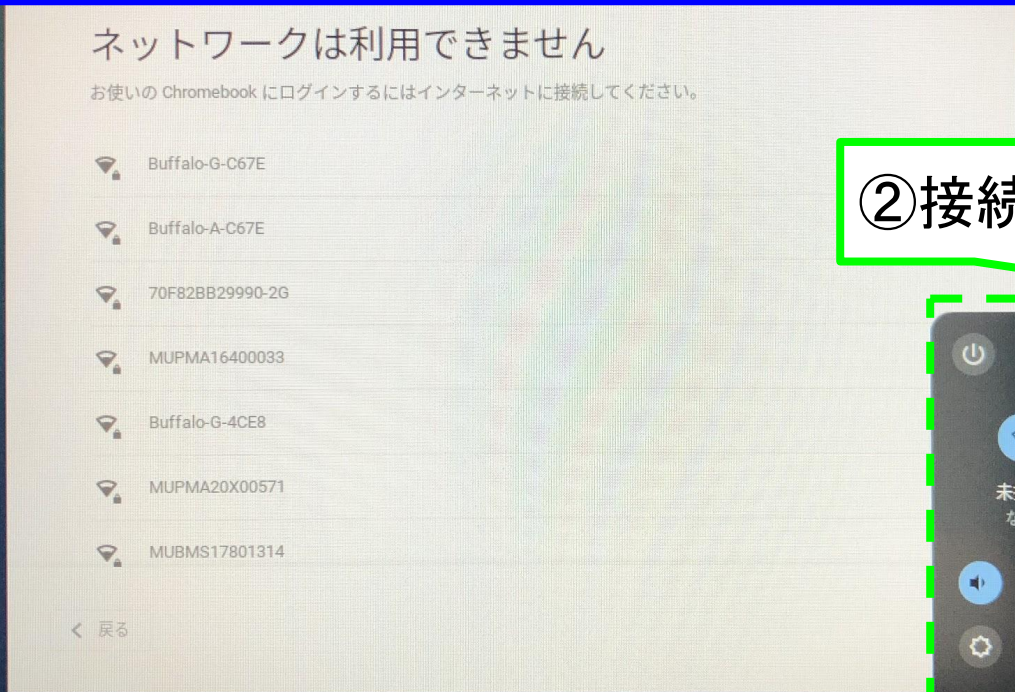 ネットワークは利用できません
お使いの Chromebook にログインするにはインターネットに接続してください。
Buffalo-G-C67E
Buffalo-A-C67E
②接続
70F82BB29990-2G
MUPMA16400033
Buffalo-G-4CE8
MUPMA20X00571
未
MUBMS17801314
戻る